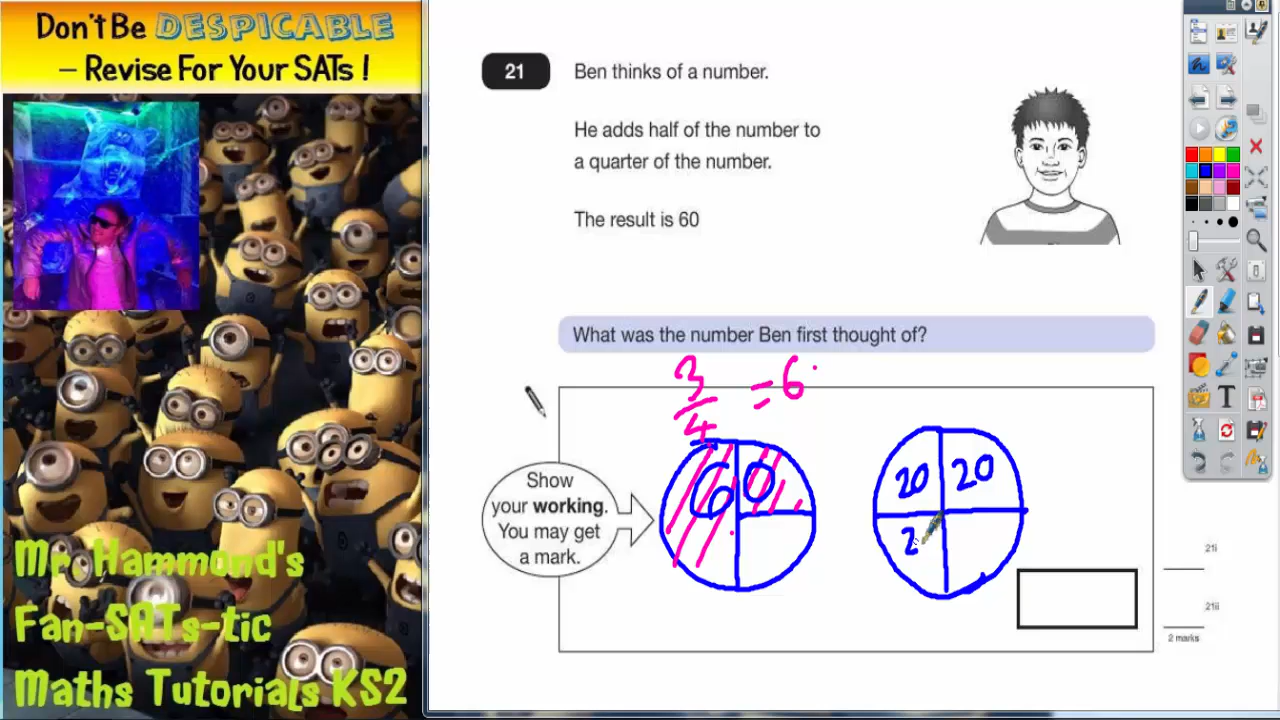 Don't Be DESPICABLE
– Revise For Your SATs !
Mr Hammond's
Fan-SATs-tic
Maths Tutorials KS2
21
Ben thinks of a number.
He adds half of the number to
a quarter of the number.
The result is 60
What was the number Ben first thought of?
3
4
= 6
Show
your working.
You may get
a mark.
60
20 20
2
21i
21ii
2 marks